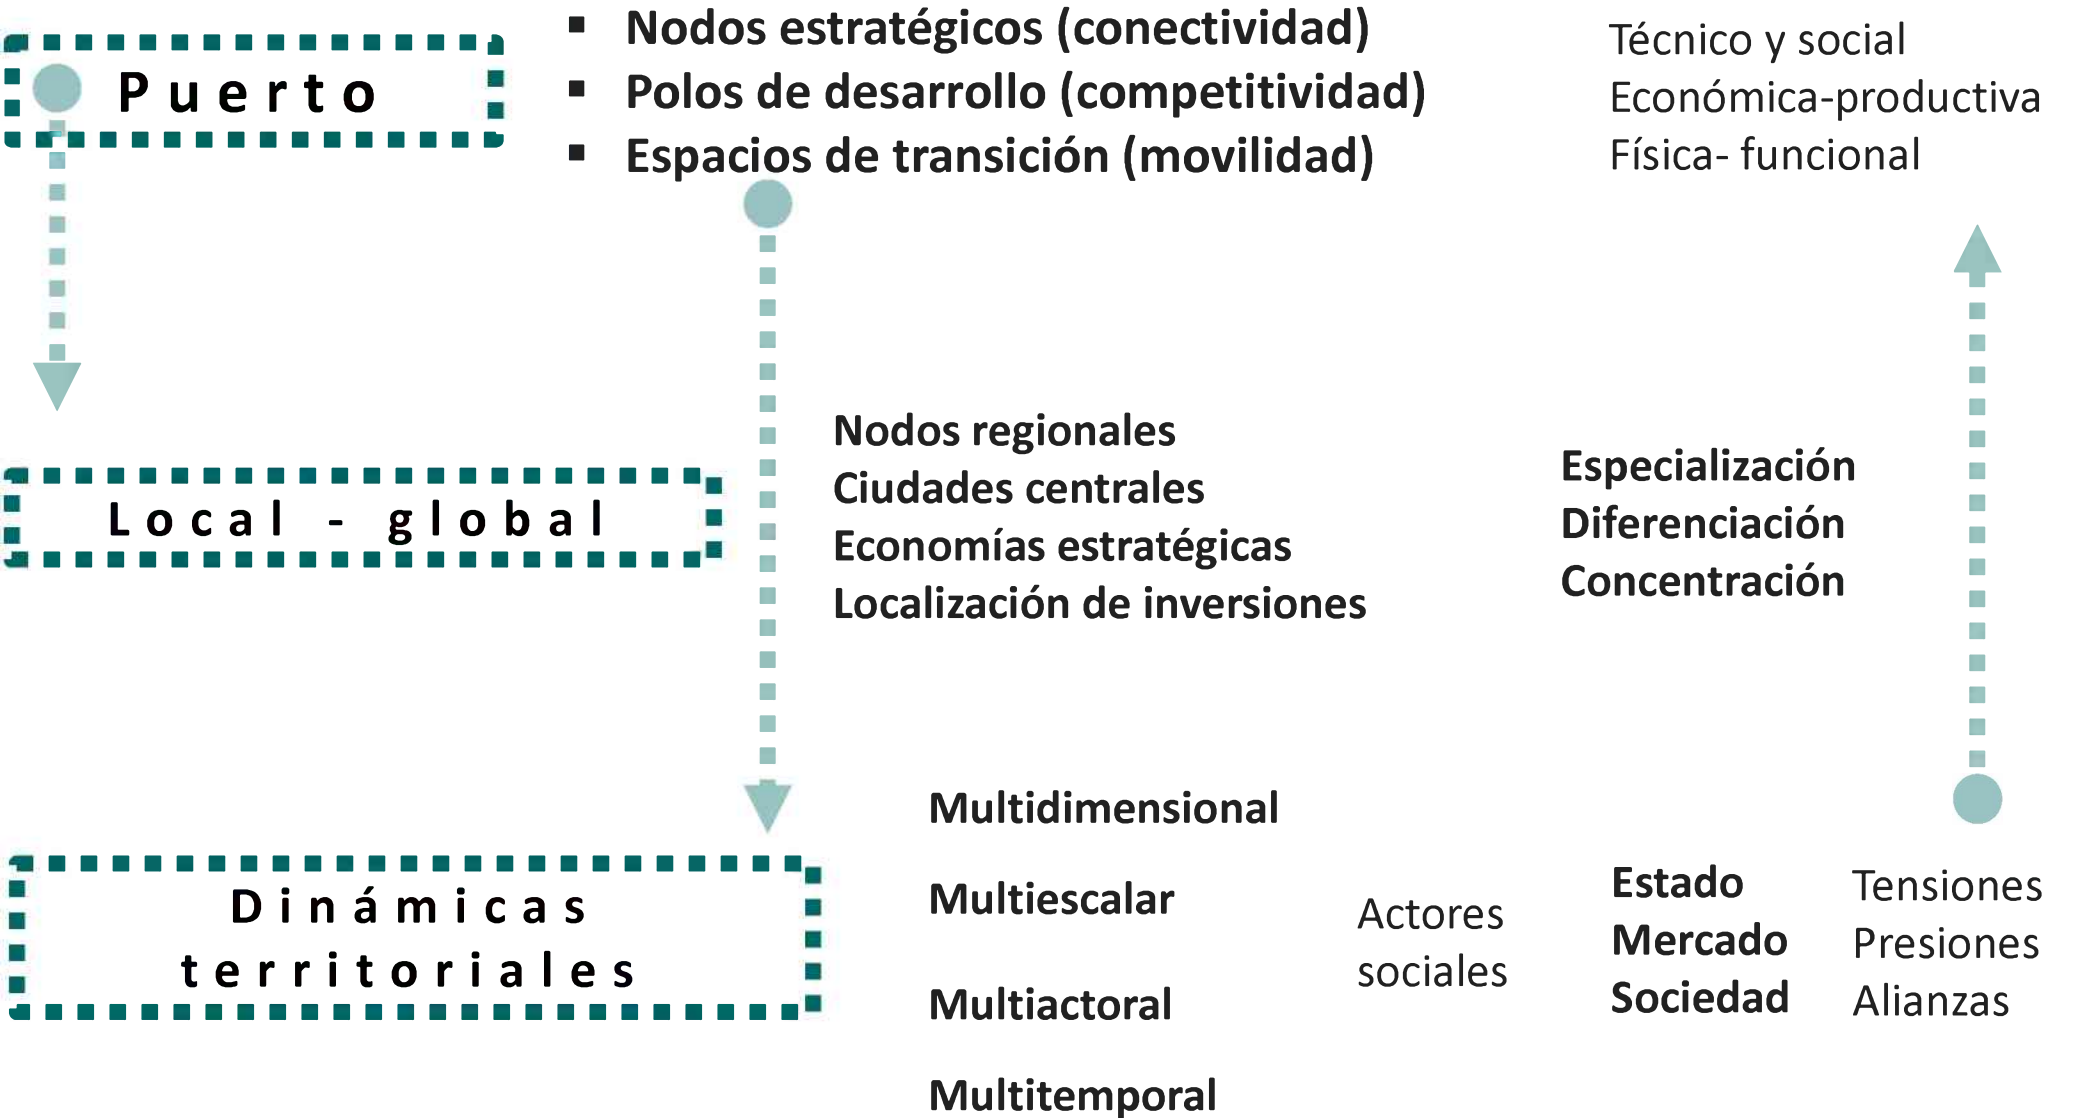 Puerto
▪ Nodos estratégicos (conectividad)
▪ Polos de desarrollo (competitividad)
▪ Espacios de transición (movilidad)
Técnico y social
Económica-productiva
Física- funcional
Local - global
Nodos regionales
Ciudades centrales
Economías estratégicas
Localización de inversiones
Especialización
Diferenciación
Concentración
Dinámicas
territoriales
Multidimensional
Multiescalar
Multiactoral
Multitemporal
Actores
sociales
Estado
Mercado
Sociedad
Tensiones
Presiones
Alianzas